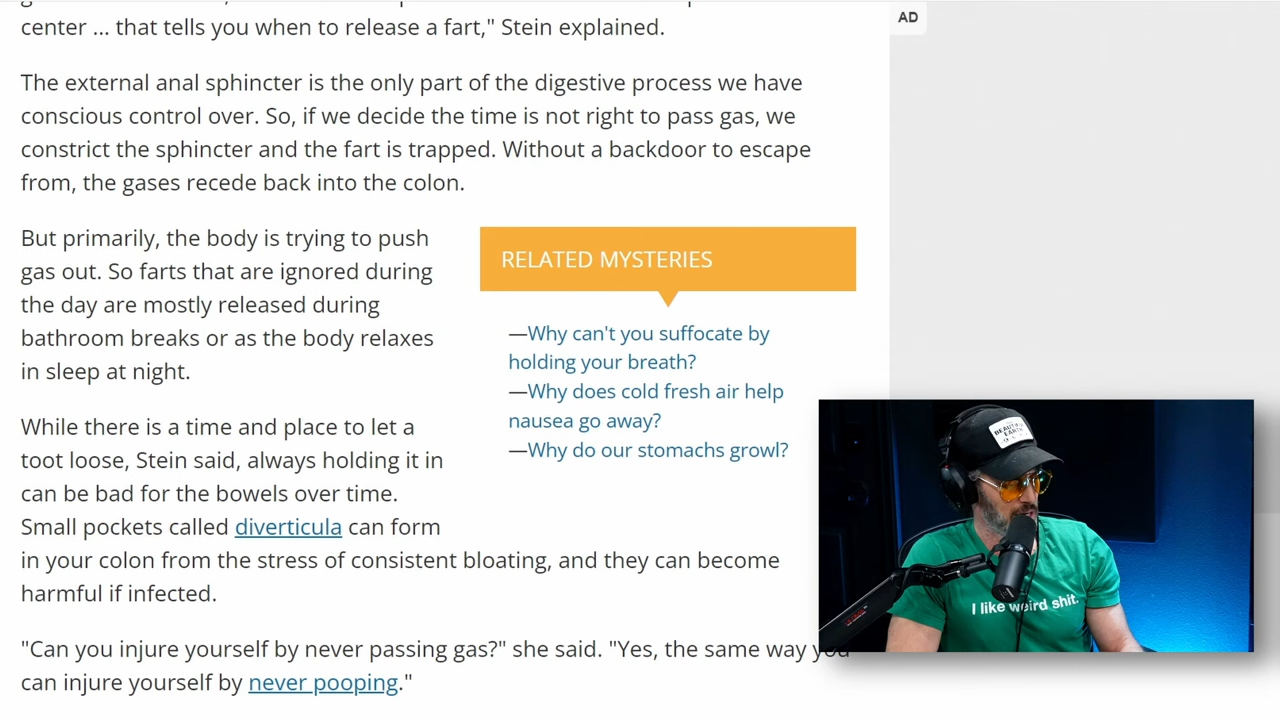 center ... that tells you when to release a fart," Stein explained.
AD
The external anal sphincter is the only part of the digestive process we have
conscious control over. So, if we decide the time is not right to pass gas, we
constrict the sphincter and the fart is trapped. Without a backdoor to escape
from, the gases recede back into the colon.
But primarily, the body is trying to push
gas out. So farts that are ignored during
the day are mostly released during
bathroom breaks or as the body relaxes
in sleep at night.
RELATED MYSTERIES
—Why can't you suffocate by
holding your breath?
—Why does cold fresh air help
nausea go away?
—Why do our stomachs growl?
While there is a time and place to let a
toot loose, Stein said, always holding it in
can be bad for the bowels over time.
Small pockets called diverticula can form
in your colon from the stress of consistent bloating, and they can become
harmful if infected.
"Can you injure yourself by never passing gas?" she said. "Yes, the same way you
can injure yourself by never pooping."
I like weird shit.